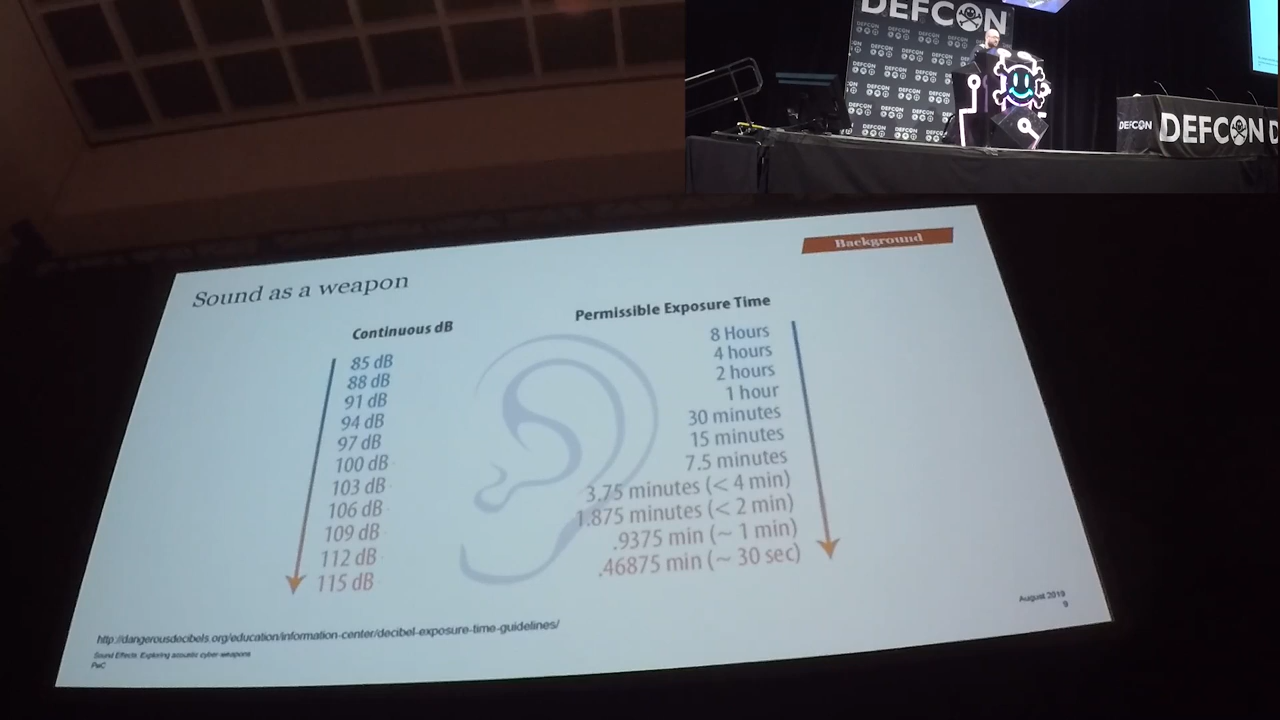 DEFCON
DEFCON
DEFCON
Background
Sound as a weapon
Continuous dB
Permissible Exposure Time
85 dB
8 Hours
88 dB
4 hours
91 dB
2 hours
94 dB
1 hour
97 dB
30 minutes
100 dB
15 minutes
103 dB
7.5 minutes
106 dB
3.75 minutes (< 4 min)
109 dB
1.875 minutes (< 2 min)
112 dB
.9375 min (~ 1 min)
115 dB
.46875 min (~ 30 sec)
http://dangerousdecibels.org/education/information-center/decibel-exposure-time-guidelines/
Sound Effects: Exploring acoustic cyber-weapons
PwC
August 2019
9